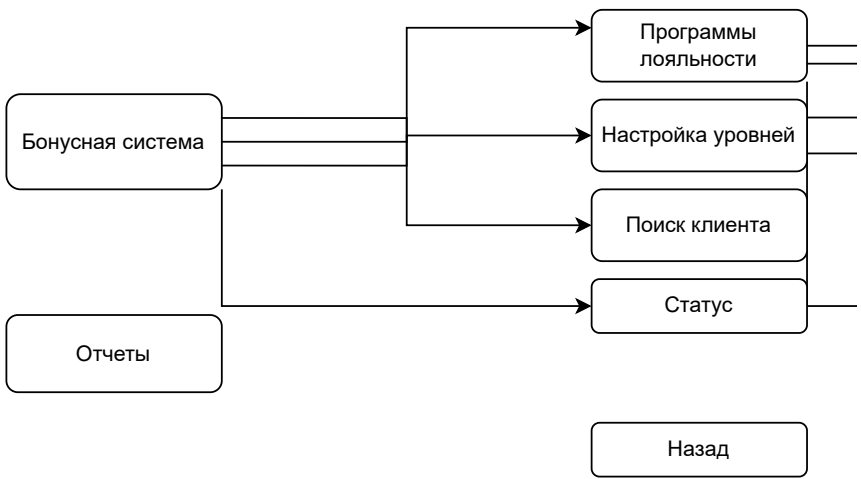 Программы
лояльности
Бонусная система
Настройка уровней
Поиск клиента
Статус
Отчеты
Назад